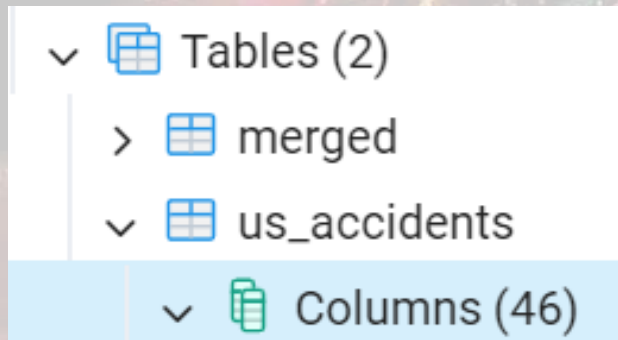 Tables (2)
merged
us_accidents
Columns (46)